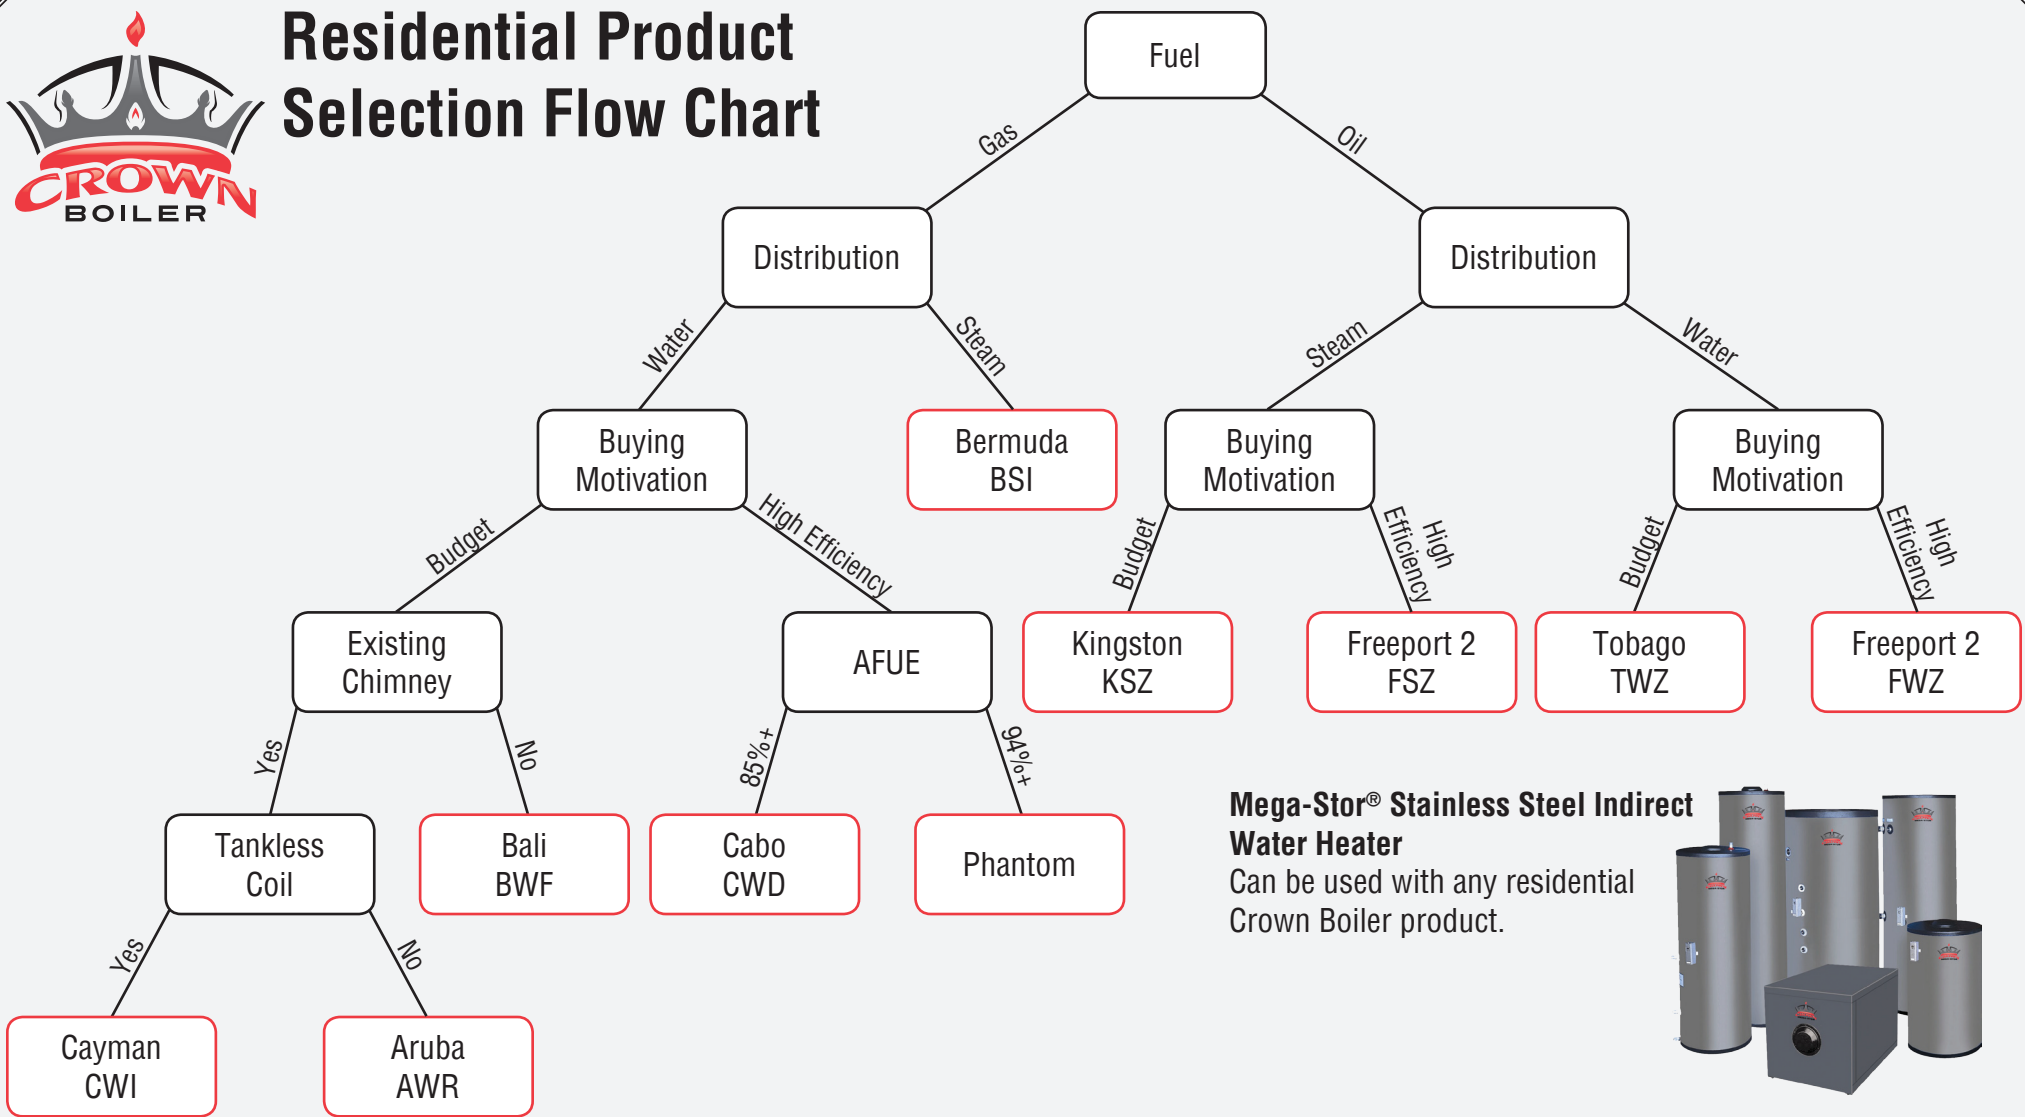 Residential Product
Selection Flow Chart
CROWN
BOILER
Fuel
Gas
Oil
Distribution
Distribution
Water
Steam
Steam
Water
Buying
Motivation
Bermuda
BSI
Buying
Motivation
Buying
Motivation
Budget
High Efficiency
Budget
High
Efficiency
Budget
High
Efficiency
Existing
Chimney
AFUE
Kingston
KSZ
Freeport 2
FSZ
Tobago
TWZ
Freeport 2
FWZ
Yes
No
85%+
94%+
Tankless
Coil
Bali
BWF
Cabo
CWD
Phantom
Mega-Stor® Stainless Steel Indirect
Water Heater
Can be used with any residential
Crown Boiler product.
Yes
No
Cayman
CWI
Aruba
AWR